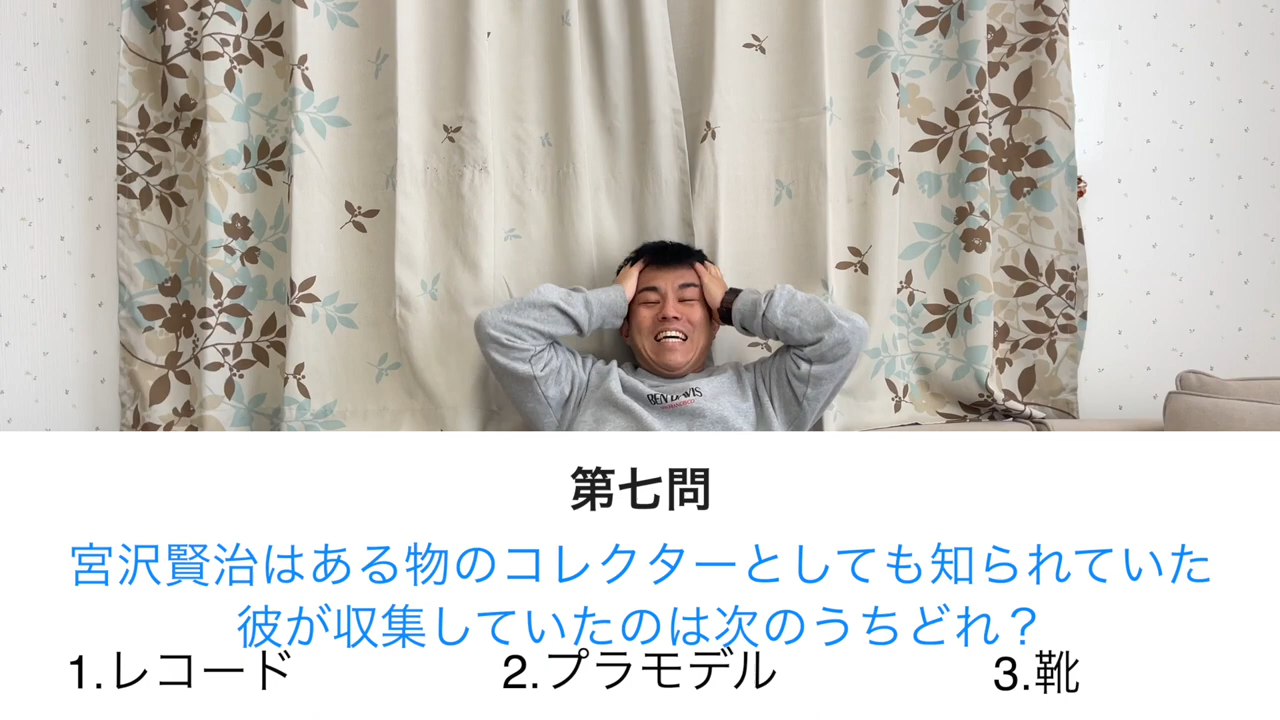 BEN DAVIS
第七問
宮沢賢治はある物のコレクターとしても知られていた
彼が収集していたのは次のうちどれ？
1.レコード
2.プラモデル
3.靴